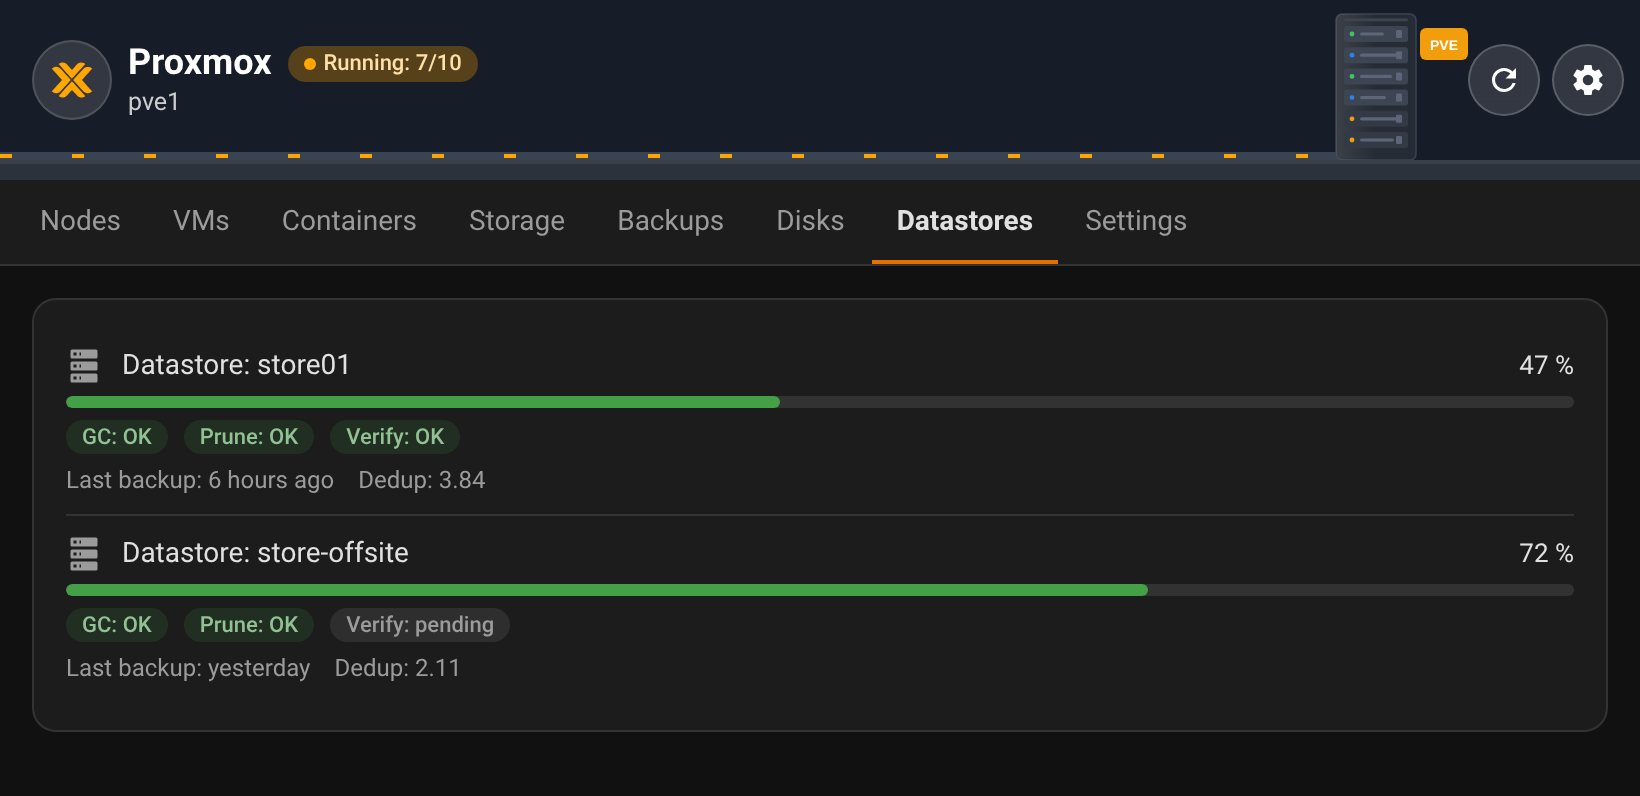 Proxmox
Running: 7/10
pve1
PVE
Nodes VMs Containers Storage Backups Disks Datastores Settings
Datastore: store01
47 %
GC: OK Prune: OK Verify: OK
Last backup: 6 hours ago Dedup: 3.84
Datastore: store-offsite
72 %
GC: OK Prune: OK Verify: pending
Last backup: yesterday Dedup: 2.11